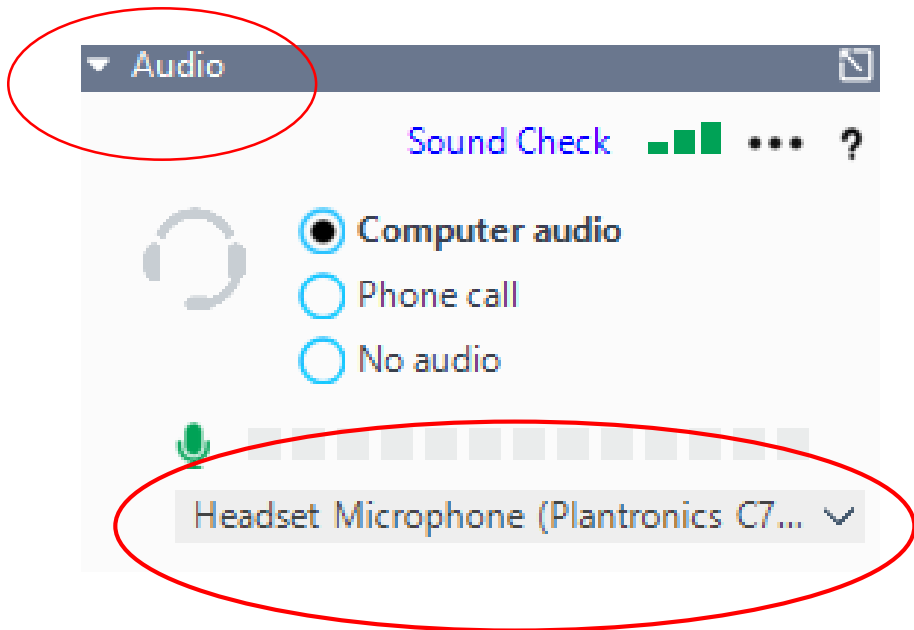 Audio
Sound Check ?
Computer audio
Phone call
No audio
Headset Microphone (Plantronics C7...